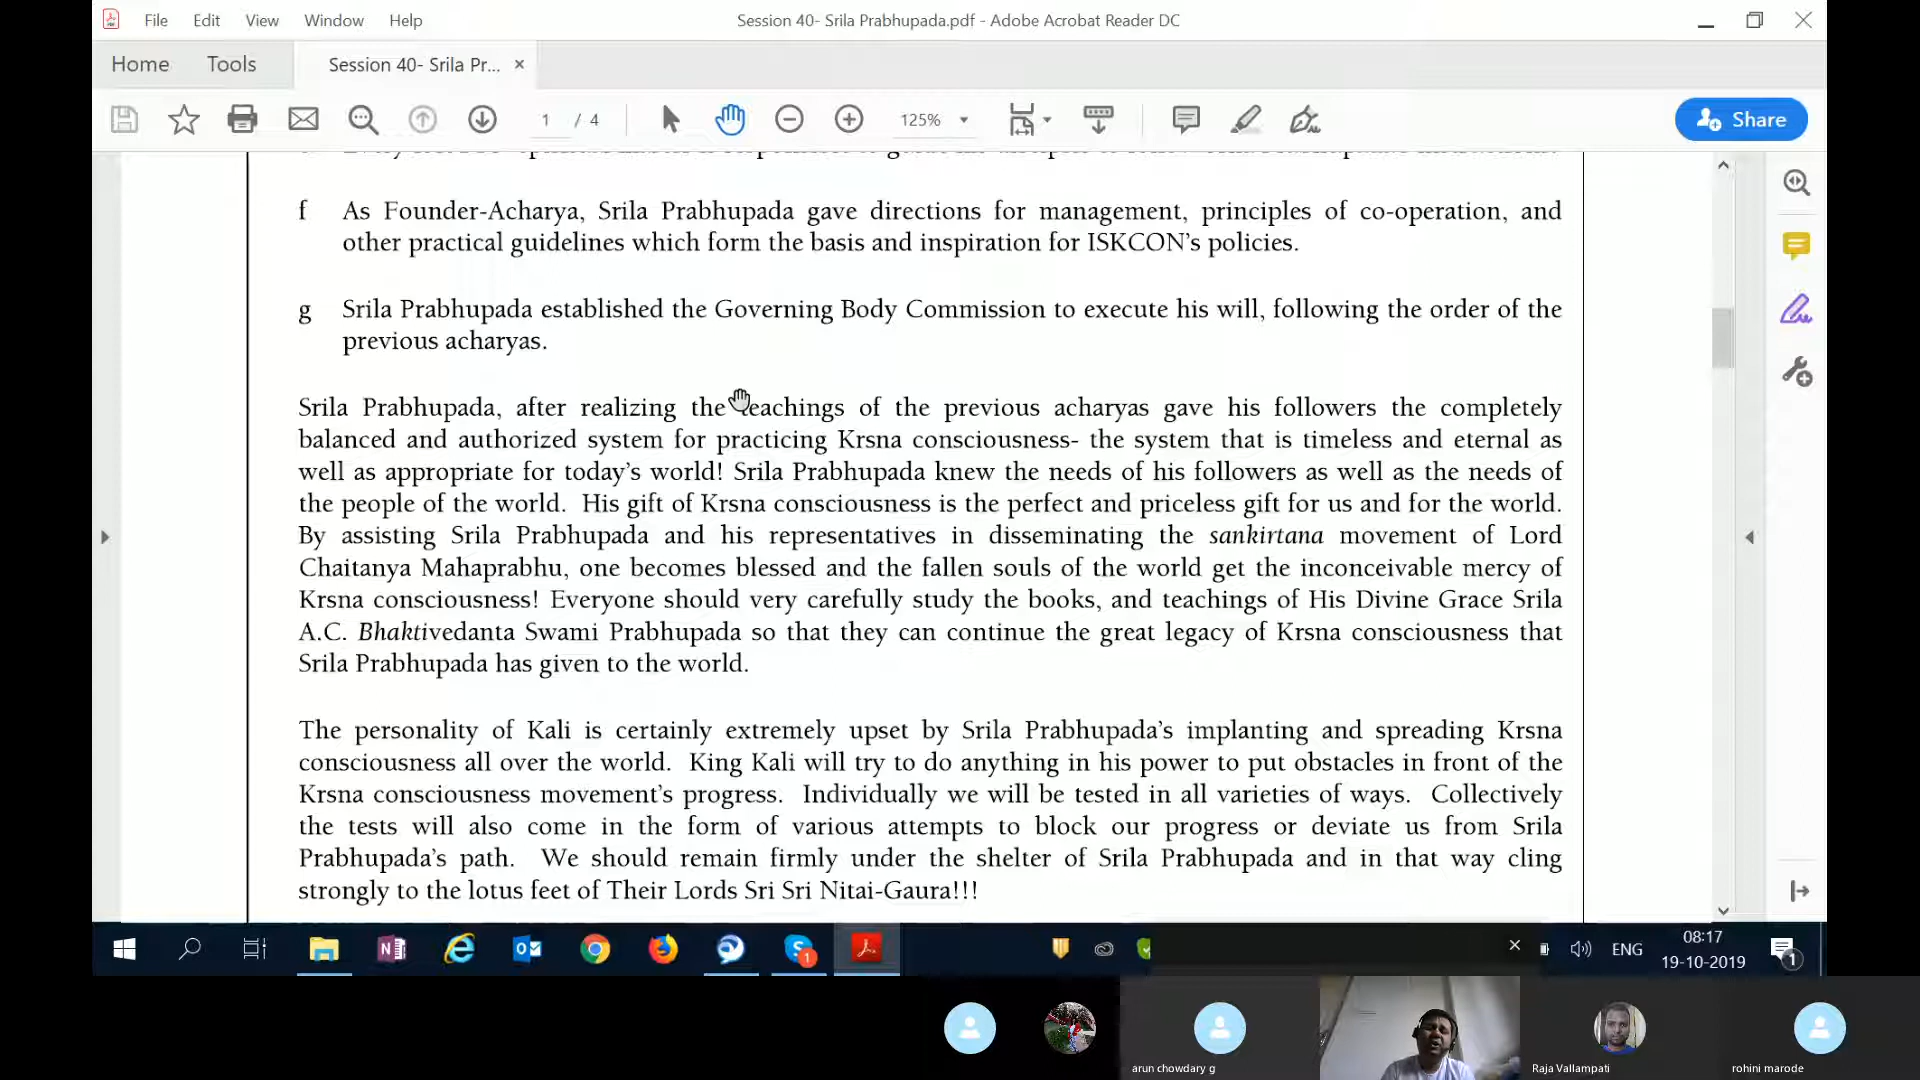 File Edit View Window Help
Session 40- Srila Prabhupada.pdf - Adobe Acrobat Reader DC
Home Tools Session 40- Srila Pr... ×
1 / 4 125% Share
f As Founder-Acharya, Srila Prabhupada gave directions for management, principles of co-operation, and
other practical guidelines which form the basis and inspiration for ISKCON's policies.
g Srila Prabhupada established the Governing Body Commission to execute his will, following the order of the
previous acharyas.
Srila Prabhupada, after realizing the teachings of the previous acharyas gave his followers the completely
balanced and authorized system for practicing Krsna consciousness- the system that is timeless and eternal as
well as appropriate for today's world! Srila Prabhupada knew the needs of his followers as well as the needs of
the people of the world. His gift of Krsna consciousness is the perfect and priceless gift for us and for the world.
By assisting Srila Prabhupada and his representatives in disseminating the sankirtana movement of Lord
Chaitanya Mahaprabhu, one becomes blessed and the fallen souls of the world get the inconceivable mercy of
Krsna consciousness! Everyone should very carefully study the books, and teachings of His Divine Grace Srila
A.C. Bhaktivedanta Swami Prabhupada so that they can continue the great legacy of Krsna consciousness that
Srila Prabhupada has given to the world.
The personality of Kali is certainly extremely upset by Srila Prabhupada's implanting and spreading Krsna
consciousness all over the world. King Kali will try to do anything in his power to put obstacles in front of the
Krsna consciousness movement's progress. Individually we will be tested in all varieties of ways. Collectively
the tests will also come in the form of various attempts to block our progress or deviate us from Srila
Prabhupada's path. We should remain firmly under the shelter of Srila Prabhupada and in that way cling
strongly to the lotus feet of Their Lords Sri Sri Nitai-Gaura!!!
ENG
08:17
19-10-2019
1
1
arun chowdary g
Raja Vallampati
rohini marode